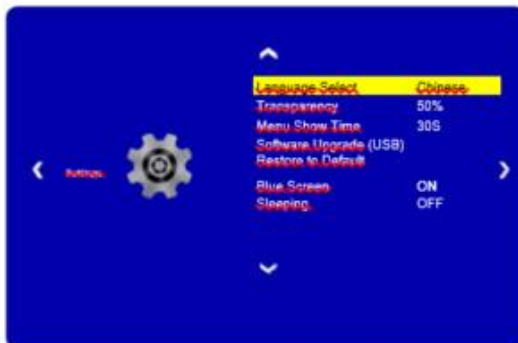 Language Select Chinese
Transparency 50%
Menu Show Time 30S
Software Upgrade (USB)
Restore to Default
Settings
Blue Screen ON
Sleeping OFF